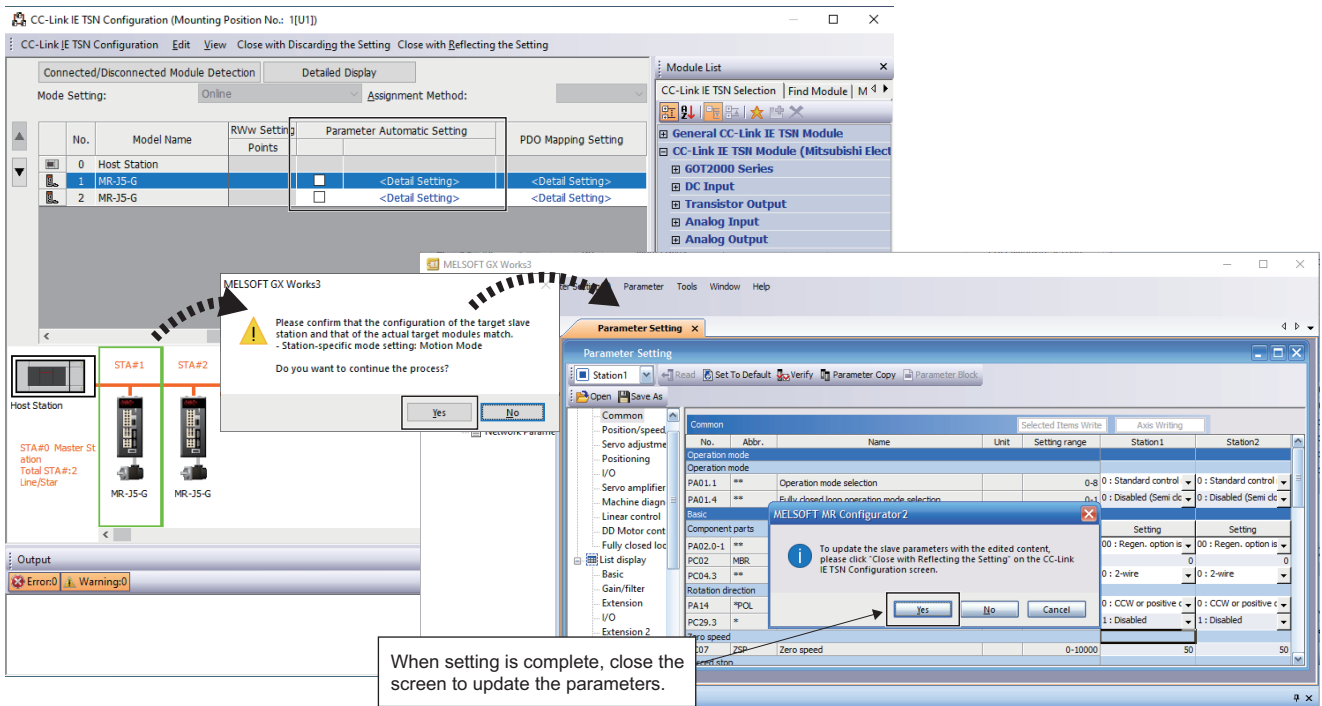 CC-Link IE TSN Configuration (Mounting Position No.: 1[U1])
CC-Link IE TSN Configuration Edit View Close with Discarding the Setting Close with Reflecting the Setting
Connected/Disconnected Module Detection Detailed Display
Mode Setting: Online Assignment Method:
No. Model Name RWw Setting Parameter Automatic Setting PDO Mapping Setting
Points
0 Host Station
1 MR-J5-G <Detail Setting> <Detail Setting>
2 MR-J5-G <Detail Setting> <Detail Setting>
Module List
CC-Link IE TSN Selection Find Module M
General CC-Link IE TSN Module
CC-Link IE TSN Module (Mitsubishi Elect
GOT2000 Series
DC Input
Transistor Output
Analog Input
Analog Output
STA#1 STA#2
Host Station
STA#0 Master St
ation
Total STA#:2
Line/Star
MR-J5-G MR-J5-G
Output
Error:0 Warning:0
MELSOFT GX Works3
Please confirm that the configuration of the target slave
station and that of the actual target modules match.
- Station-specific mode setting: Motion Mode
Do you want to continue the process?
Yes No
MELSOFT GX Works3
Parameter Tools Window Help
Parameter Setting
Parameter Setting
Station1 Read Set To Default Verify Parameter Copy Parameter Block
Open Save As
Common
Position/speed
Servo adjustme
Positioning
I/O
Servo amplifier
Machine diagn
Linear control
DD Motor cont
Fully closed loc
List display
Basic
Gain/filter
Extension
I/O
Extension 2
Common Selected Items Write Axis Writing
No. Abbr. Name Unit Setting range Station1 Station2
Operation mode
Operation mode
PA01.1 ** Operation mode selection 0-8 0 : Standard control 0 : Standard control
PA01.4 ** Fully closed loop operation mode selection 0-1 0 : Disabled (Semi clc 0 : Disabled (Semi clc
Basic
Component parts Setting Setting
PA02.0-1 ** 00 : Regen. option is 00 : Regen. option is
PC02 MBR 0 0
PC04.3 ** 0 : 2-wire 0 : 2-wire
Rotation direction
PA14 *POL 0 : CCW or positive c 0 : CCW or positive c
PC29.3 * 1 : Disabled 1 : Disabled
Zero speed
ZSP Zero speed 0-10000 50 50
MELSOFT MR Configurator2
To update the slave parameters with the edited content,
please click "Close with Reflecting the Setting" on the CC-Link
IE TSN Configuration screen.
Yes No Cancel
When setting is complete, close the
screen to update the parameters.